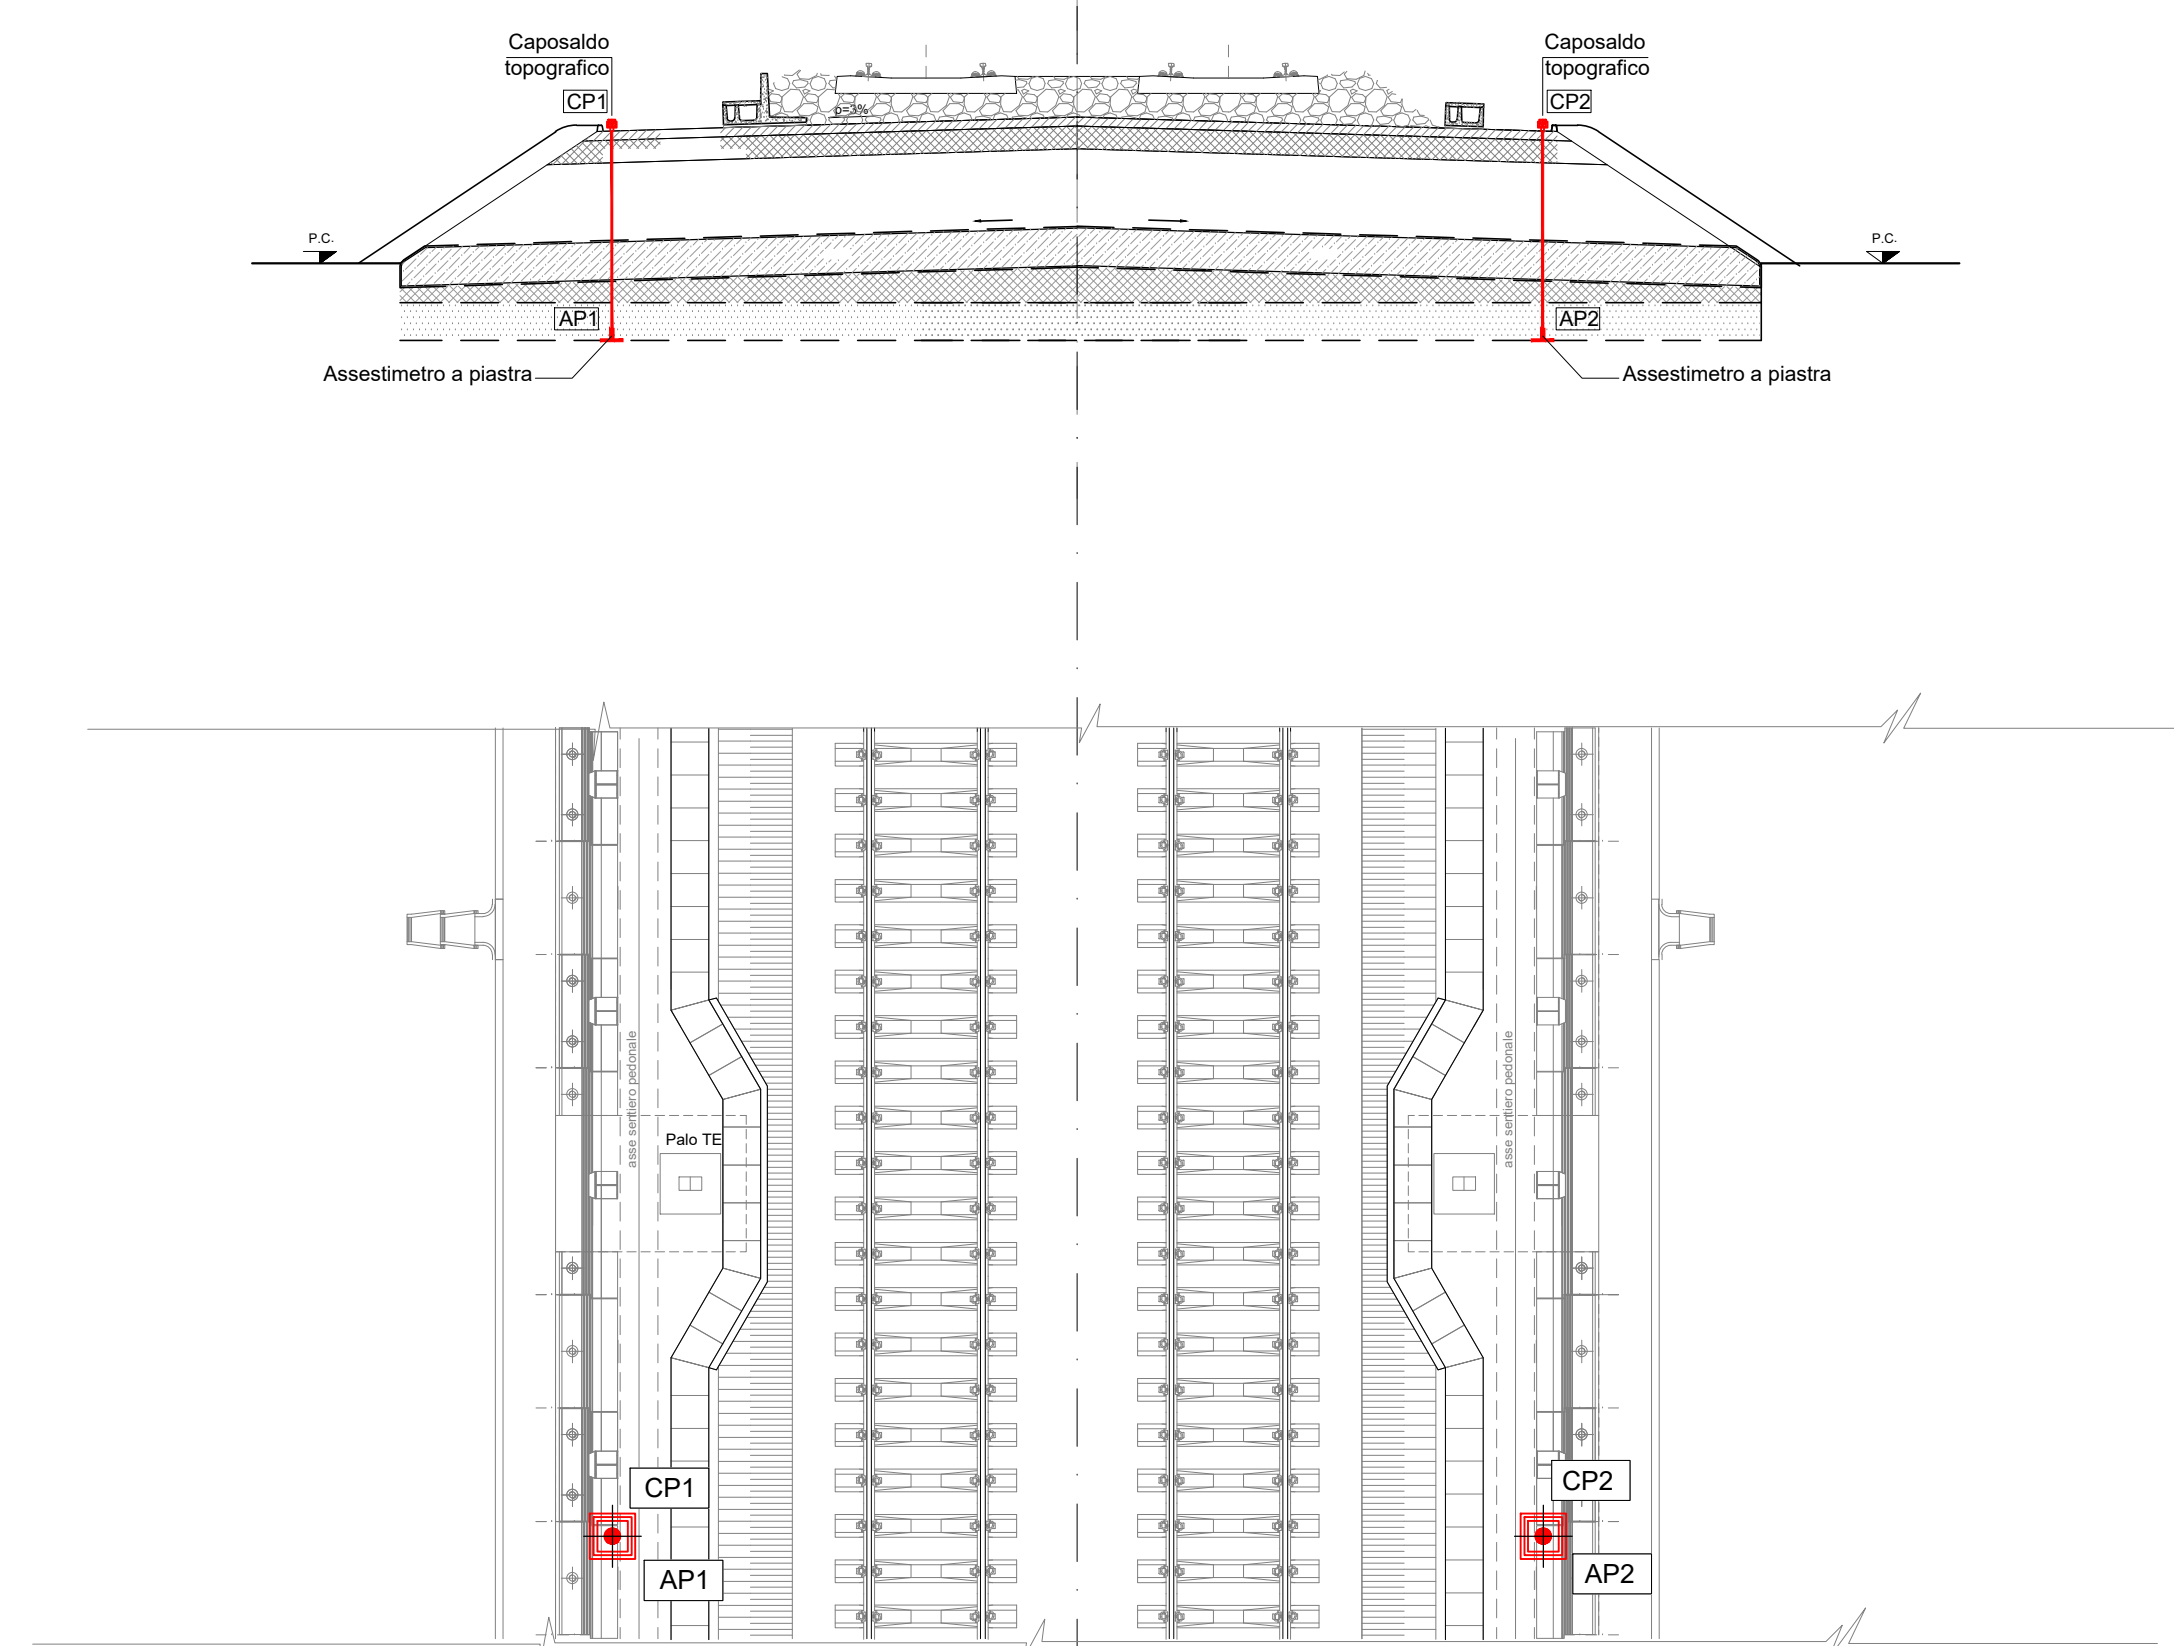 Caposaldo
topografico
CP1
Caposaldo
topografico
CP2
p=3%
P.C.
P.C.
AP1
AP2
Assestimetro a piastra
Assestimetro a piastra
asse sentiero pedonale
asse sentiero pedonale
Palo TE
CP1
CP2
AP1
AP2